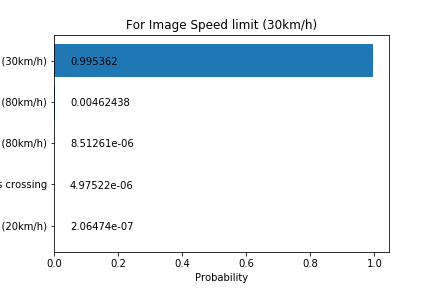 For Image Speed limit (30km/h)
(30km/h) 0.995362
(80km/h) 0.00462438
(80km/h) 8.51261e-06
s crossing 4.97522e-06
(20km/h) 2.06474e-07
0.0 0.2 0.4 0.6 0.8 1.0
Probability